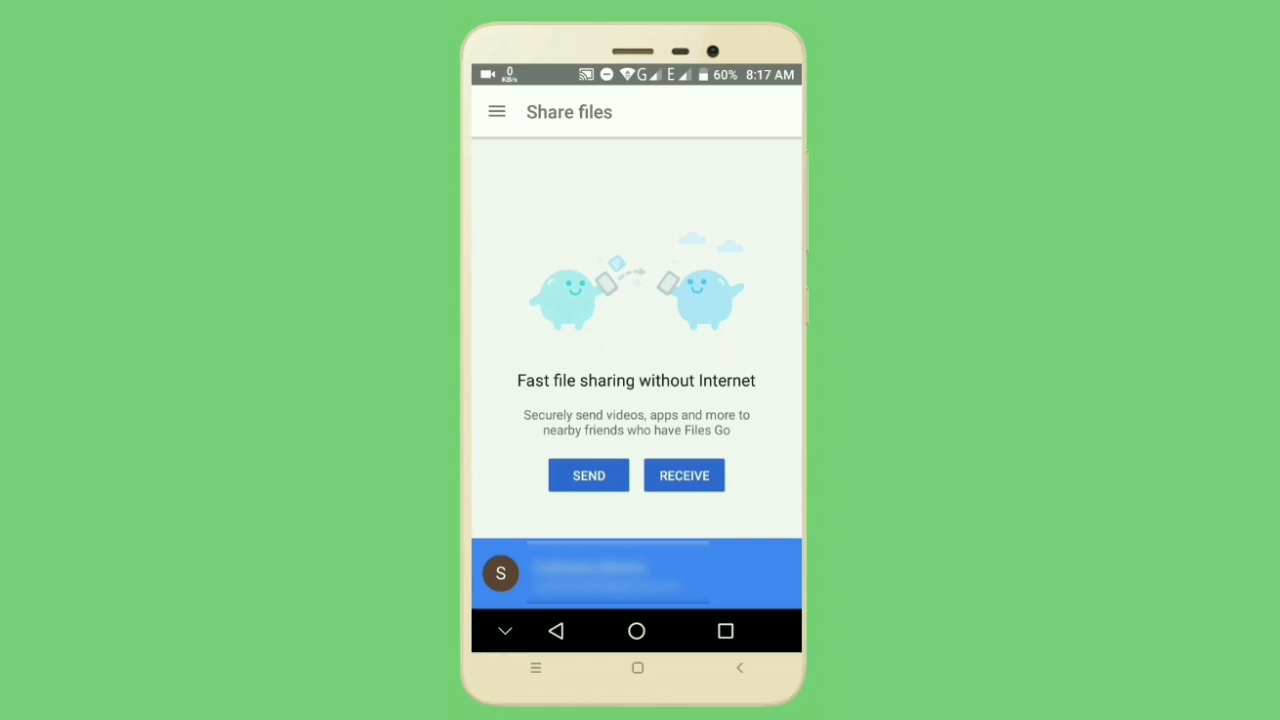 0
KB/s
G E 60% 8:17 AM
Share files
Fast file sharing without Internet
Securely send videos, apps and more to
nearby friends who have Files Go
SEND RECEIVE
S